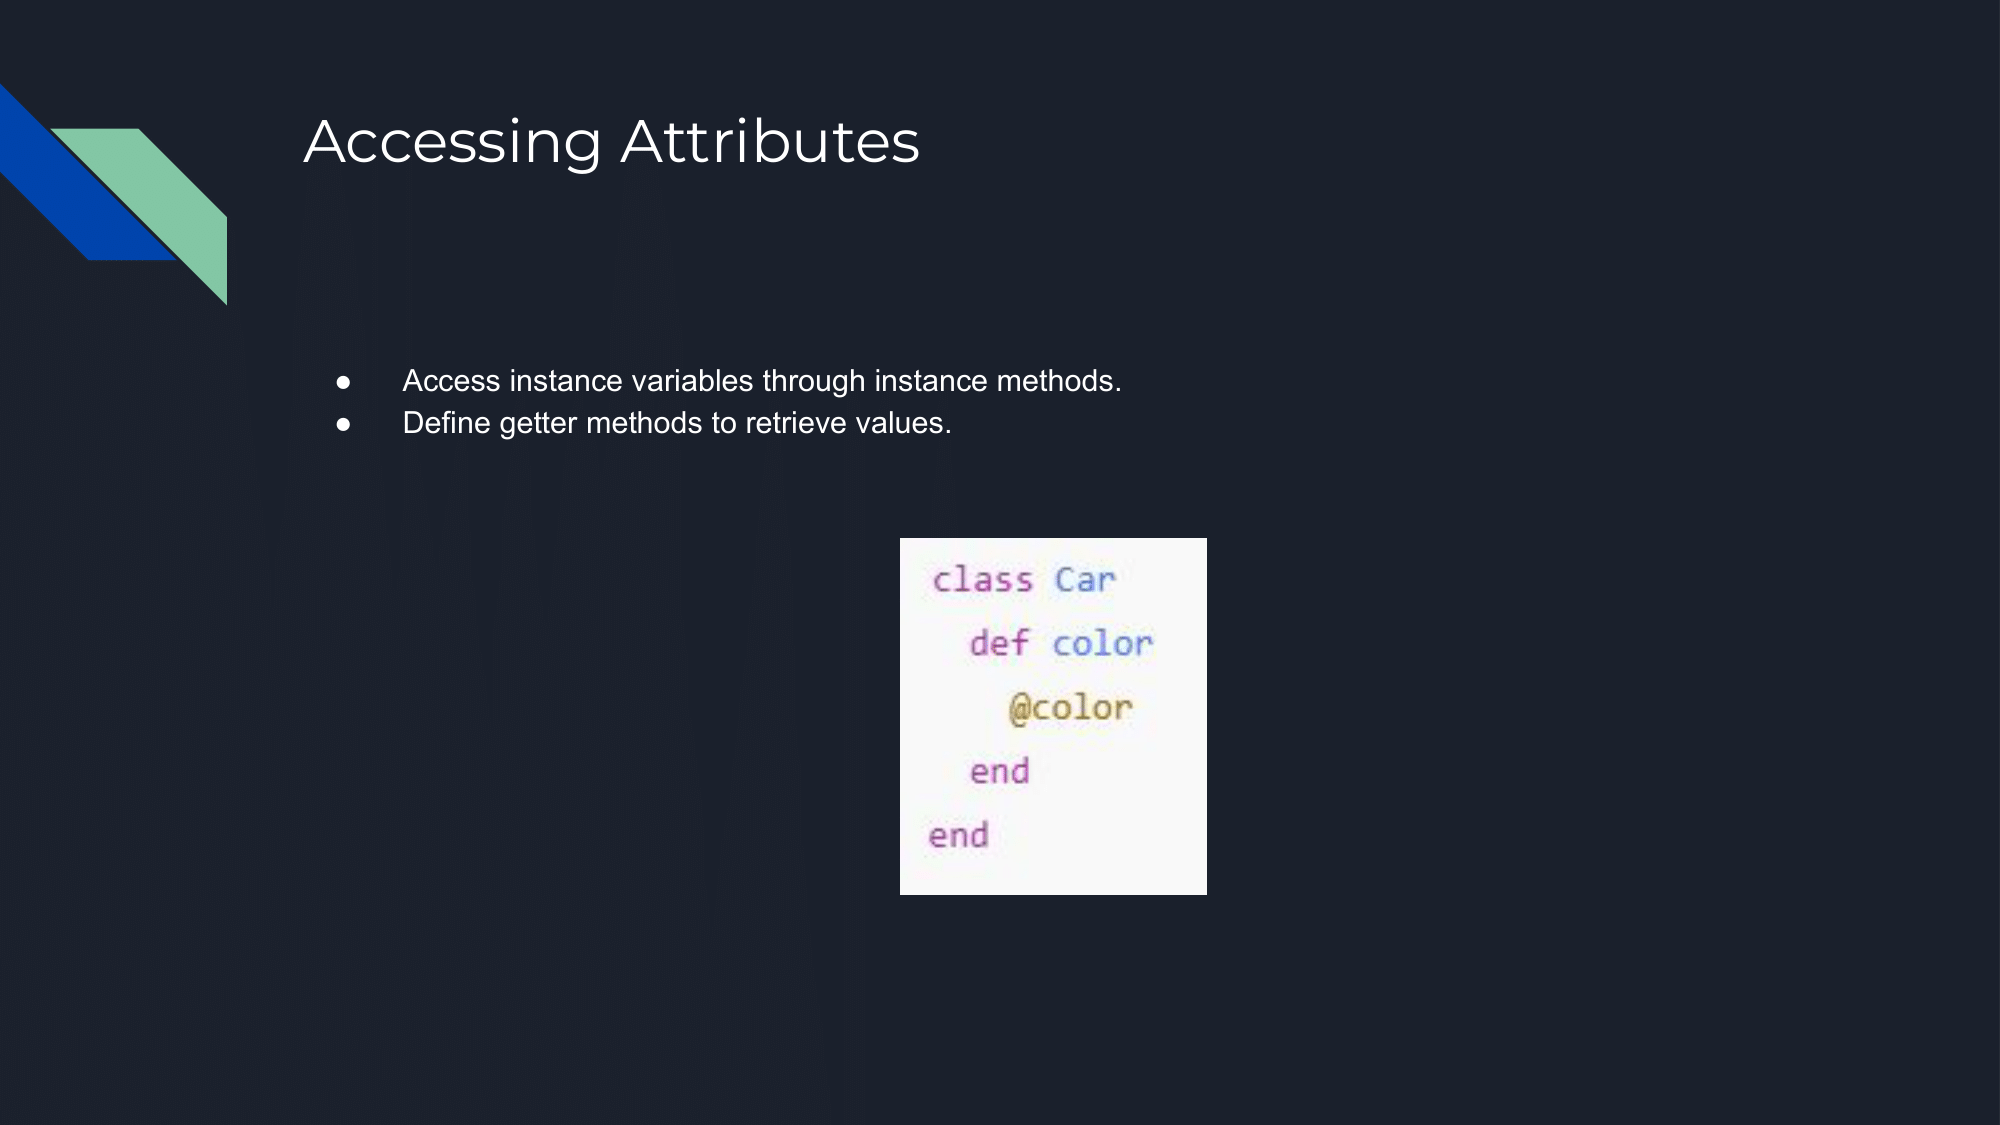 Accessing Attributes
● Access instance variables through instance methods.
● Define getter methods to retrieve values.
class Car
  def color
    @color
  end
end